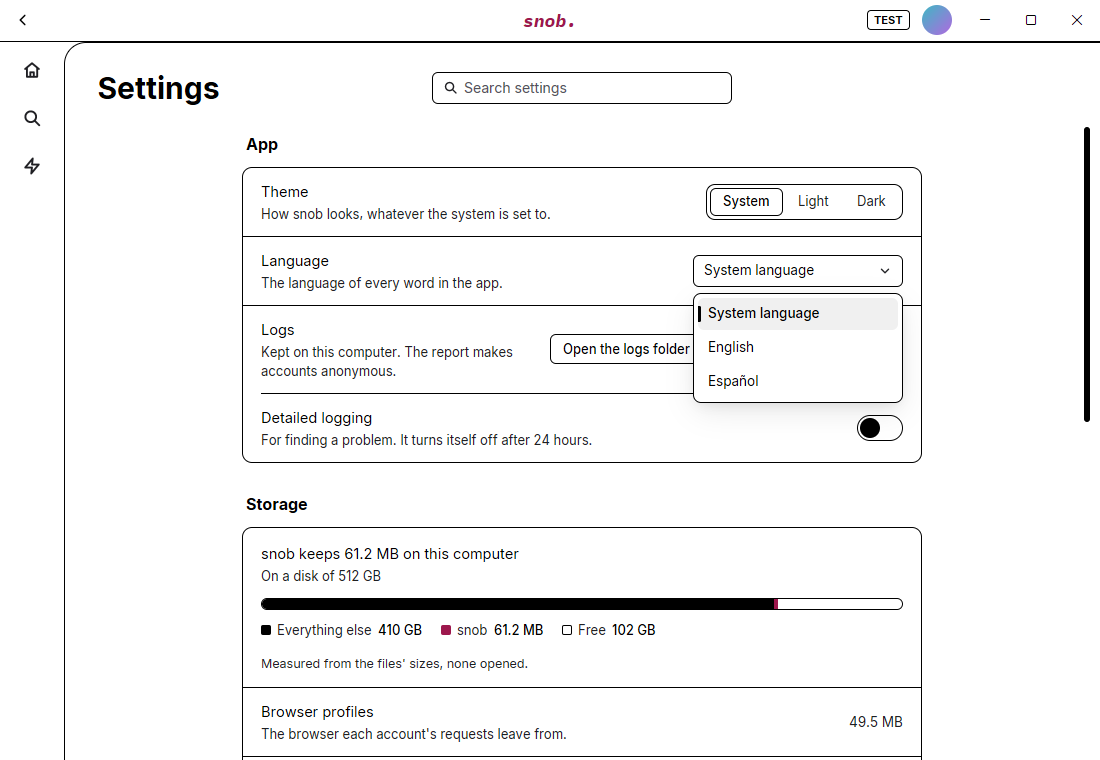 snob.
TEST
Settings
Search settings
App
Theme
How snob looks, whatever the system is set to.
System Light Dark
Language
The language of every word in the app.
System language
System language
English
Español
Logs
Kept on this computer. The report makes
accounts anonymous.
Open the logs folder
Detailed logging
For finding a problem. It turns itself off after 24 hours.
Storage
snob keeps 61.2 MB on this computer
On a disk of 512 GB
Everything else 410 GB snob 61.2 MB Free 102 GB
Measured from the files' sizes, none opened.
Browser profiles
The browser each account's requests leave from.
49.5 MB